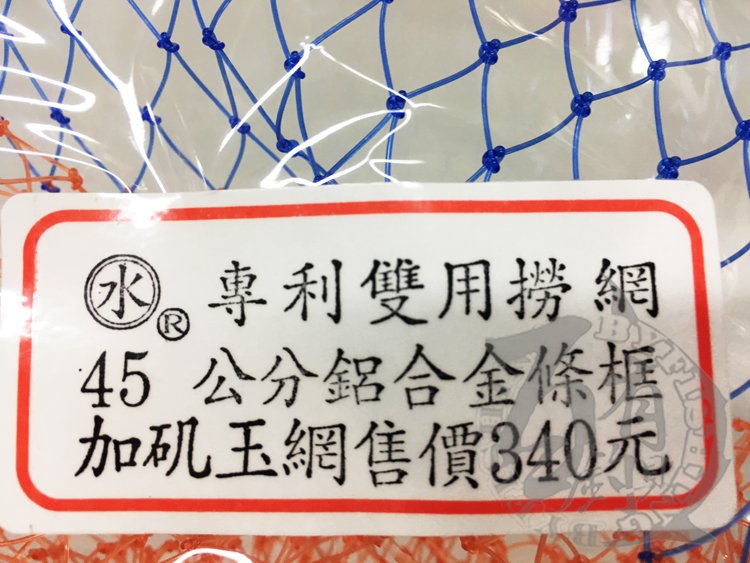 水® 專利雙用撈網
45 公分鋁合金條框
加矶玉網售價340元